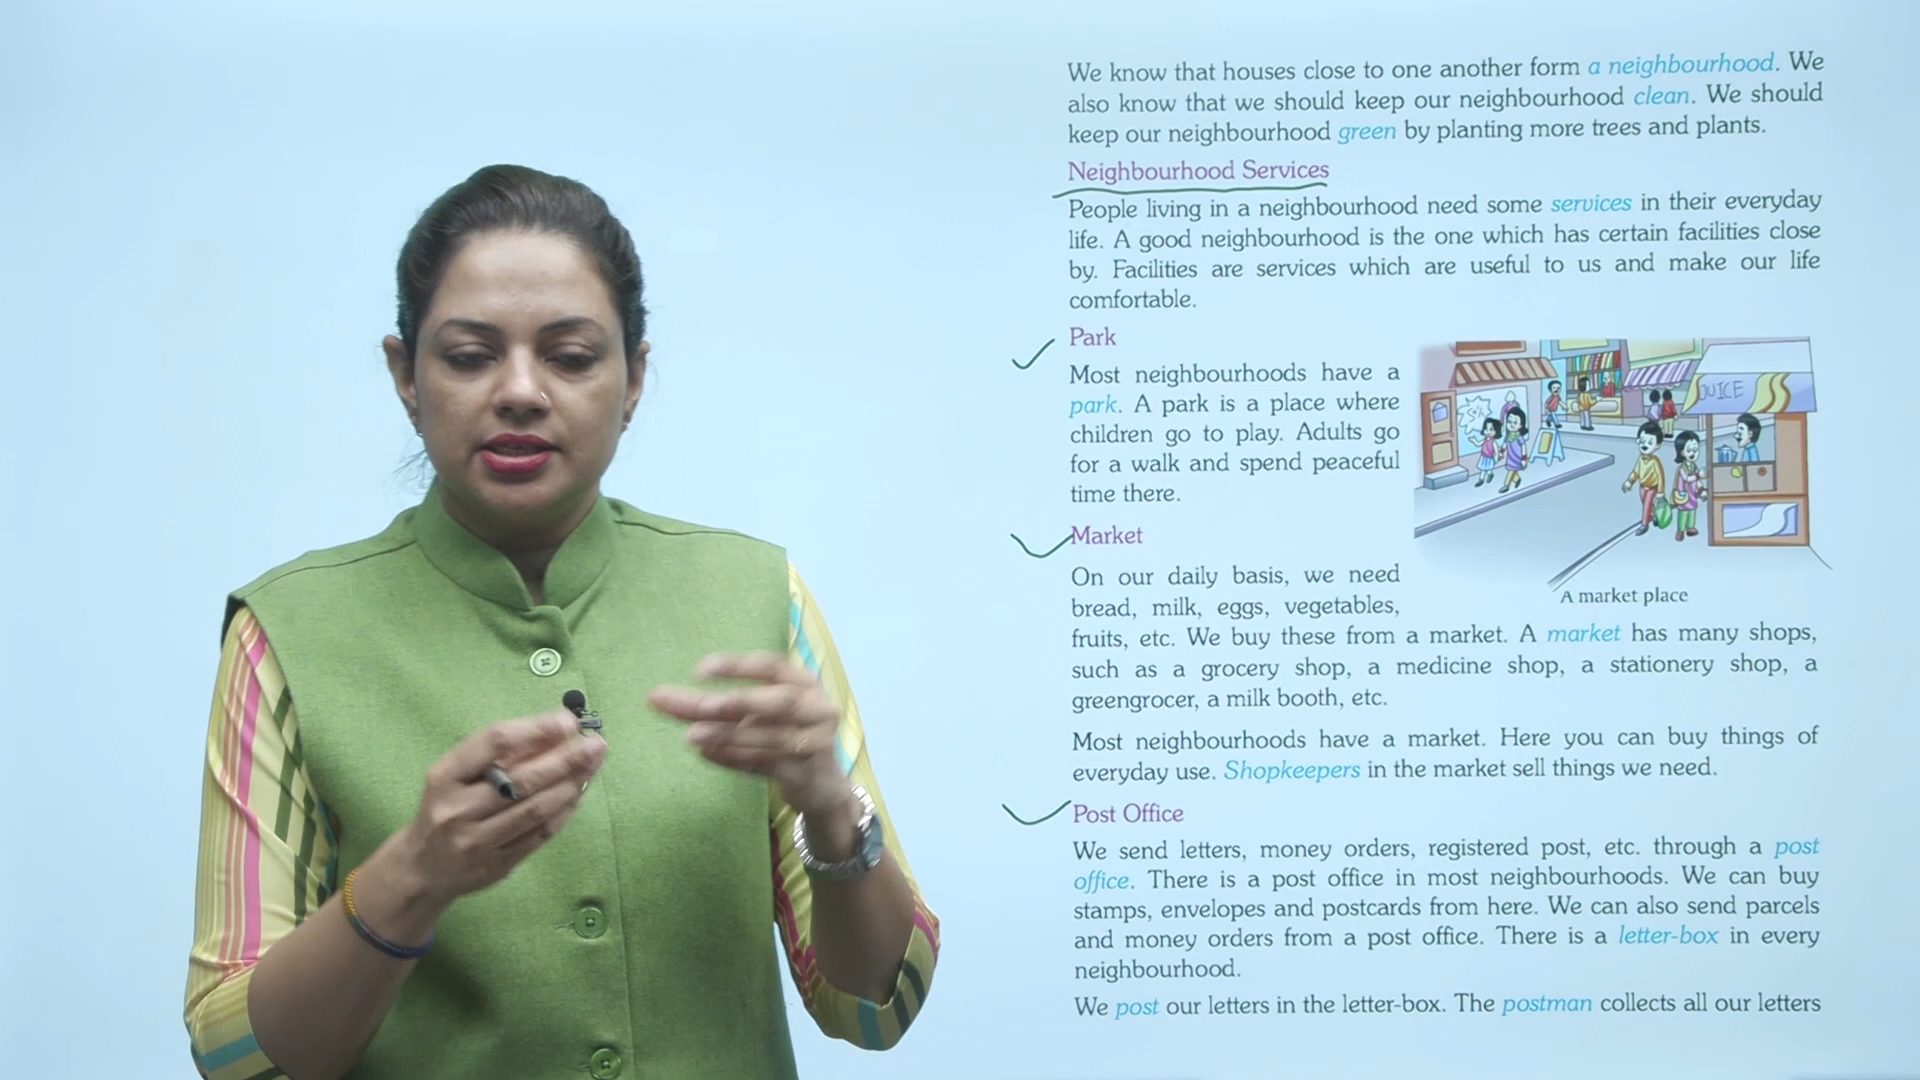 We know that houses close to one another form a neighbourhood. We
also know that we should keep our neighbourhood clean. We should
keep our neighbourhood green by planting more trees and plants.
Neighbourhood Services
People living in a neighbourhood need some services in their everyday
life. A good neighbourhood is the one which has certain facilities close
by. Facilities are services which are useful to us and make our life
comfortable.
Park
Most neighbourhoods have a
park. A park is a place where
children go to play. Adults go
for a walk and spend peaceful
time there.
JUICE
A market place
Market
On our daily basis, we need
bread, milk, eggs, vegetables,
fruits, etc. We buy these from a market. A market has many shops,
such as a grocery shop, a medicine shop, a stationery shop, a
greengrocer, a milk booth, etc.
Most neighbourhoods have a market. Here you can buy things of
everyday use. Shopkeepers in the market sell things we need.
Post Office
We send letters, money orders, registered post, etc. through a post
office. There is a post office in most neighbourhoods. We can buy
stamps, envelopes and postcards from here. We can also send parcels
and money orders from a post office. There is a letter-box in every
neighbourhood.
We post our letters in the letter-box. The postman collects all our letters